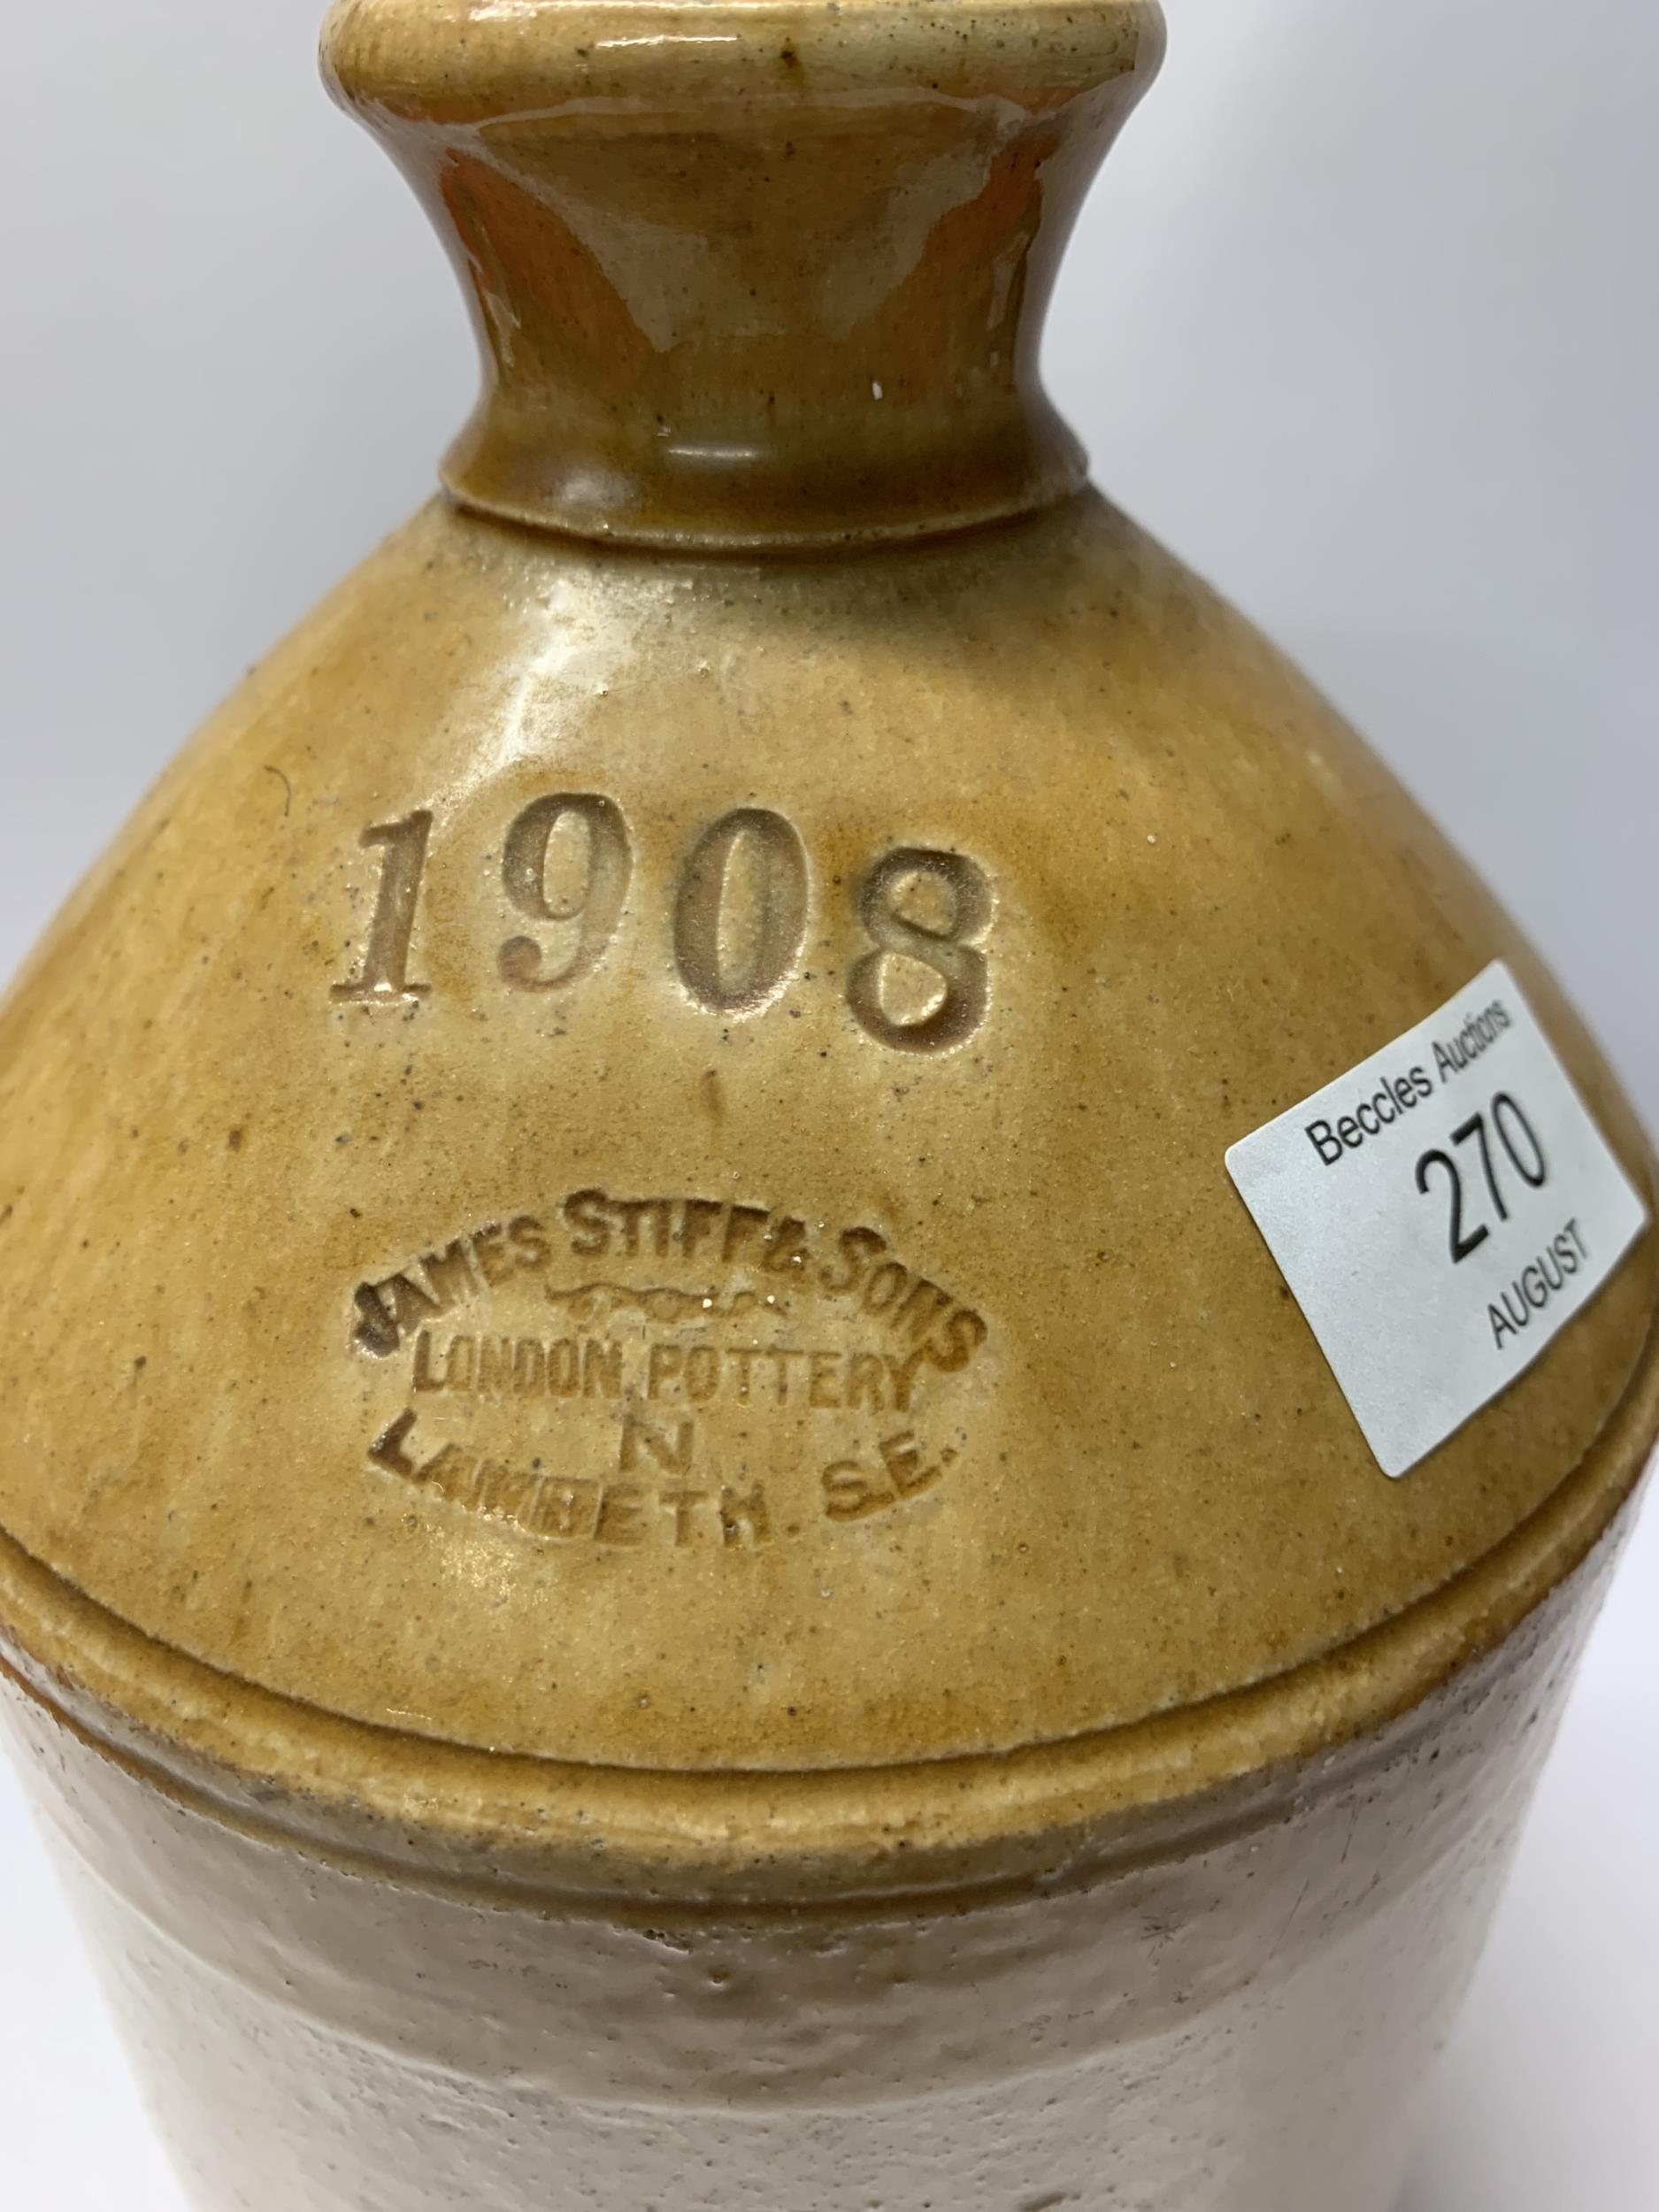 1908
JAMES STIFF & SONS
LONDON POTTERY
N
LAMBETH. S.E.
Beccles Auctions
270
AUGUST